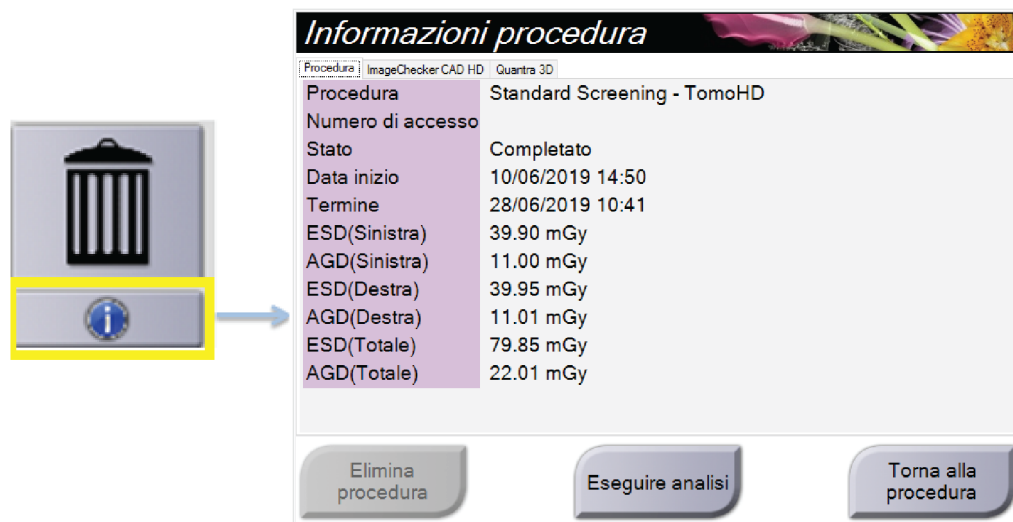 Informazioni procedura
Procedura ImageChecker CAD HD Quantra 3D
Procedura Standard Screening - TomoHD
Numero di accesso
Stato Completato
Data inizio 10/06/2019 14:50
Termine 28/06/2019 10:41
ESD(Sinistra) 39.90 mGy
AGD(Sinistra) 11.00 mGy
ESD(Destra) 39.95 mGy
AGD(Destra) 11.01 mGy
ESD(Totale) 79.85 mGy
AGD(Totale) 22.01 mGy
Elimina
procedura
Eseguire analisi
Torna alla
procedura